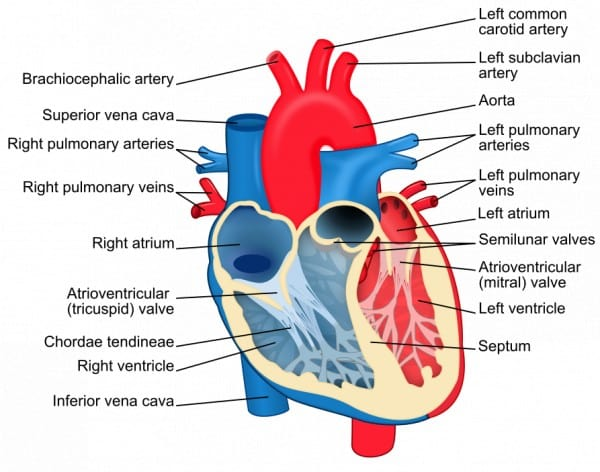 Left common
carotid artery
Left subclavian
artery
Brachiocephalic artery
Aorta
Superior vena cava
Left pulmonary
arteries
Right pulmonary arteries
Left pulmonary
veins
Right pulmonary veins
Left atrium
Right atrium
Semilunar valves
Atrioventricular
(mitral) valve
Atrioventricular
(tricuspid) valve
Left ventricle
Chordae tendineae
Septum
Right ventricle
Inferior vena cava